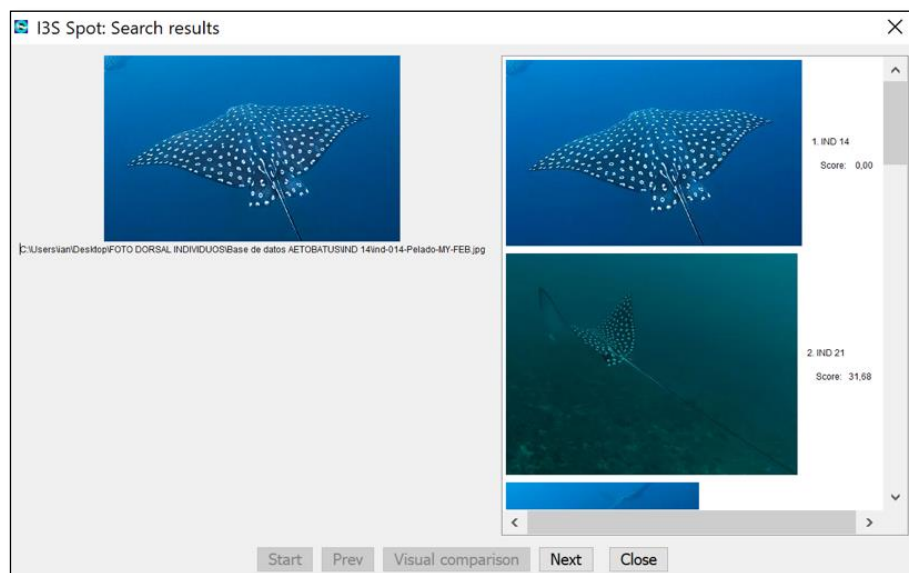 I3S Spot: Search results
C:\Users\ian\Desktop\FOTO DORSAL INDIVIDUOS\Base de datos AETOBATUS\IND 14\ind-014-Pelado-MY-FEB.jpg
1. IND 14
Score: 0,00
2. IND 21
Score: 31,68
Start Prev Visual comparison Next Close